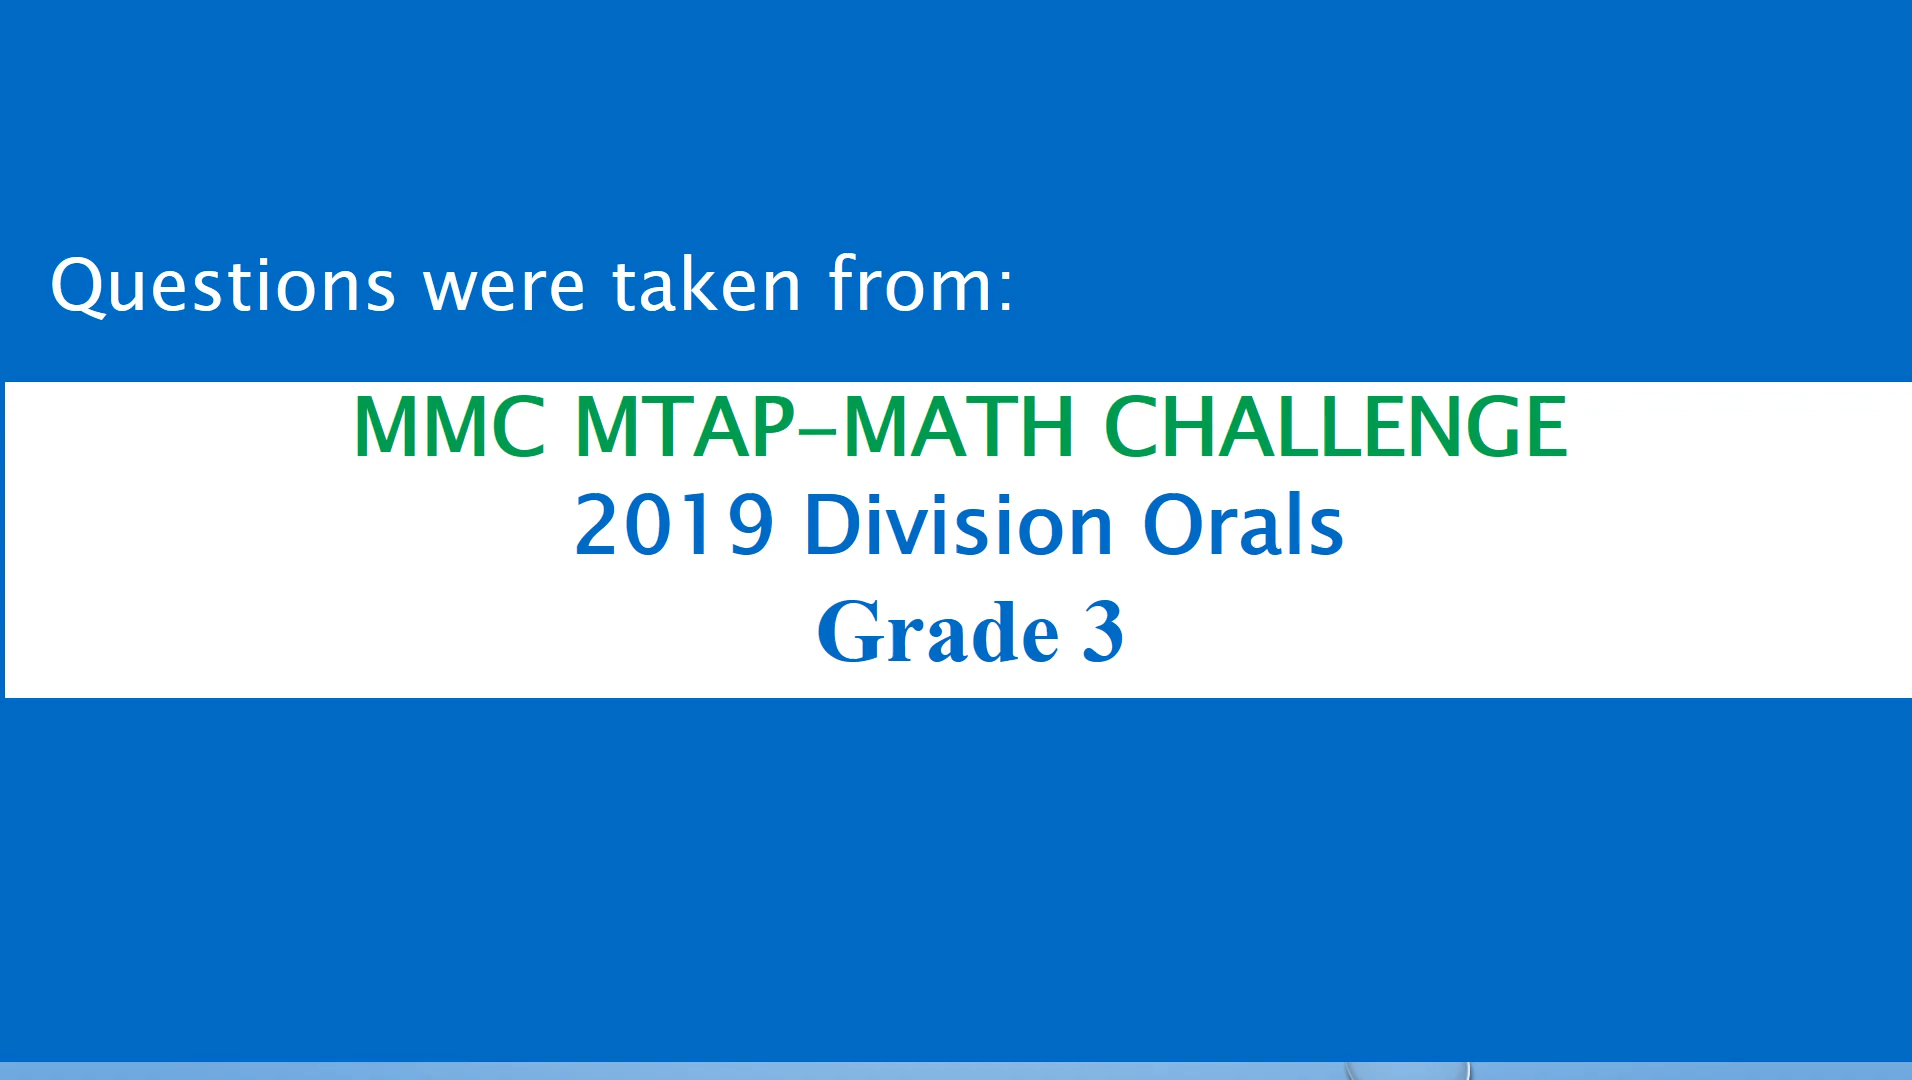 Questions were taken from:
MMC MTAP-MATH CHALLENGE
2019 Division Orals
Grade 3